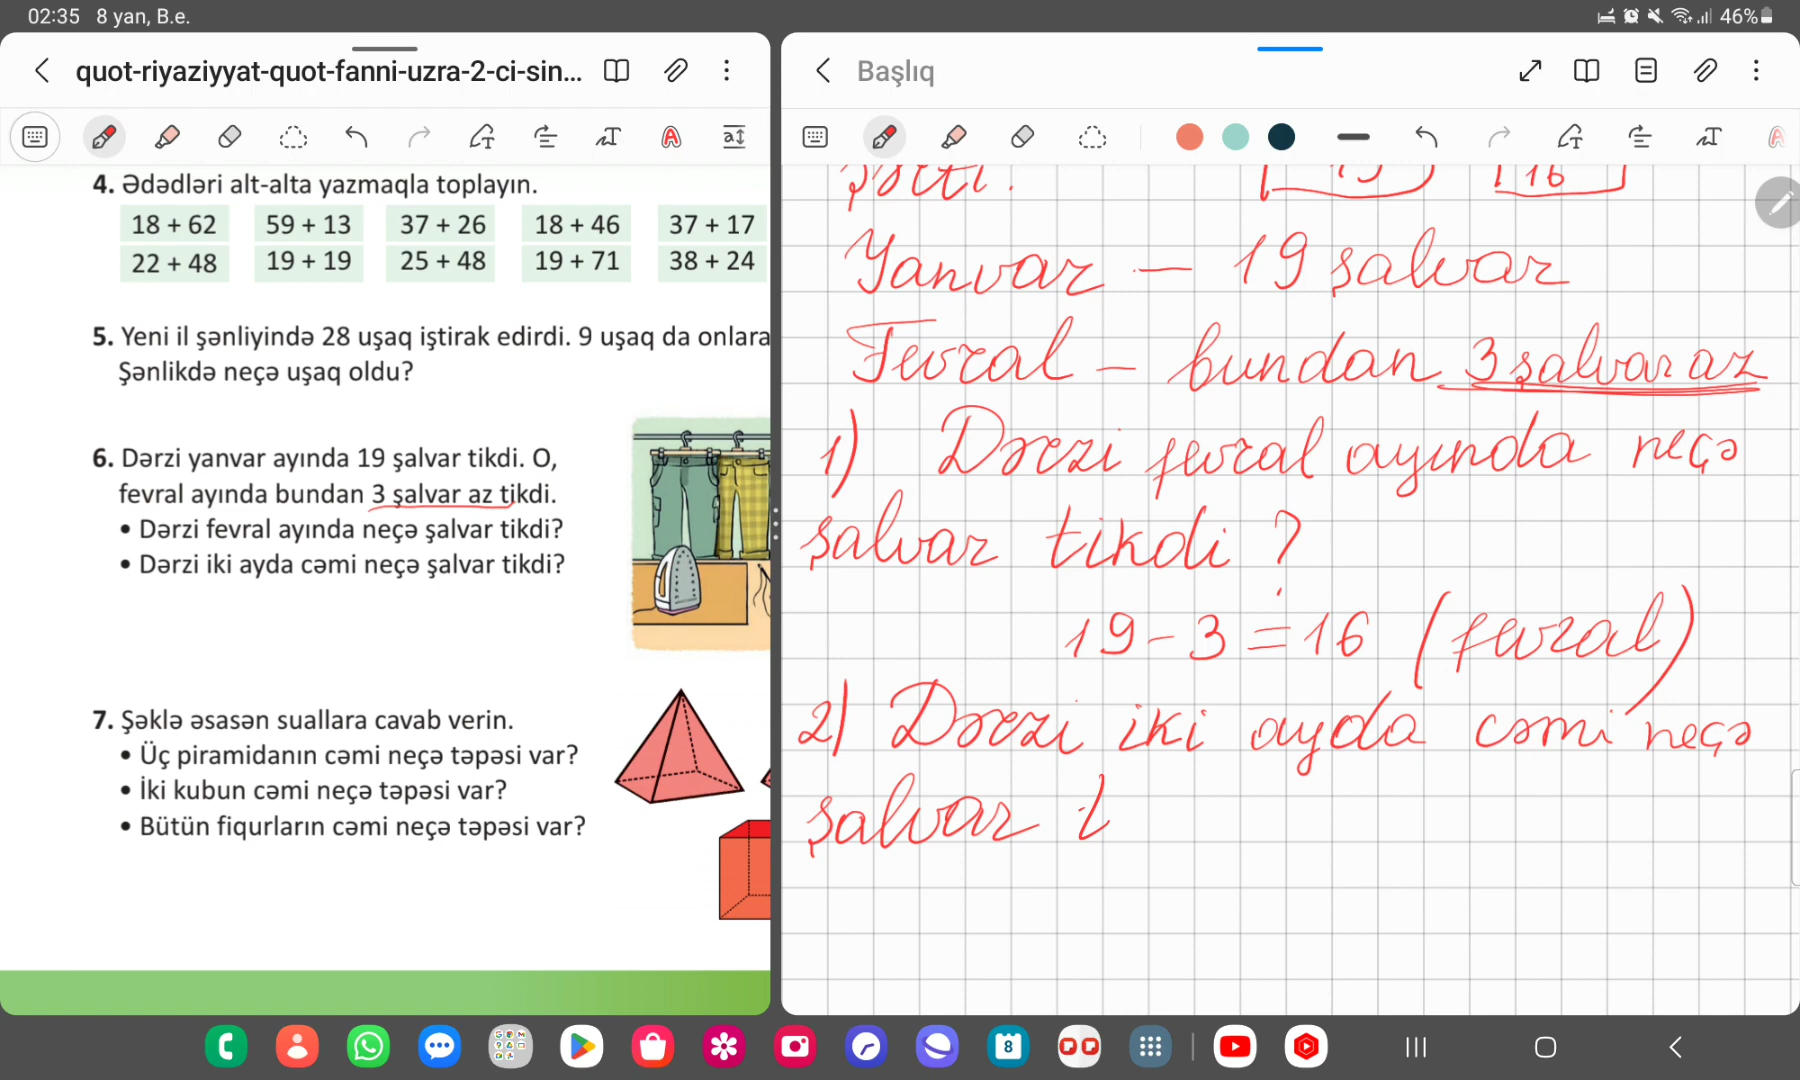 02:35 8 yan, B.e. 46%
quot-riyaziyyat-quot-fanni-uzra-2-ci-sin...
4. Ədədləri alt-alta yazmaqla toplayın.
18 + 62 59 + 13 37 + 26 18 + 46 37 + 17
22 + 48 19 + 19 25 + 48 19 + 71 38 + 24
5. Yeni il şənliyində 28 uşaq iştirak edirdi. 9 uşaq da onlara
Şənlikdə neçə uşaq oldu?
6. Dərzi yanvar ayında 19 şalvar tikdi. O,
fevral ayında bundan 3 şalvar az tikdi.
• Dərzi fevral ayında neçə şalvar tikdi?
• Dərzi iki ayda cəmi neçə şalvar tikdi?
7. Şəklə əsasən suallara cavab verin.
• Üç piramidanın cəmi neçə təpəsi var?
• İki kubun cəmi neçə təpəsi var?
• Bütün fiqurların cəmi neçə təpəsi var?
Başlıq
Şərti: 19 16
Yanvar — 19 şalvar
Fevral — bundan 3 şalvar az
1) Dərzi fevral ayında neçə
şalvar tikdi?
19 - 3 = 16 (fevral)
2) Dərzi iki ayda cəmi neçə
şalvar t
8